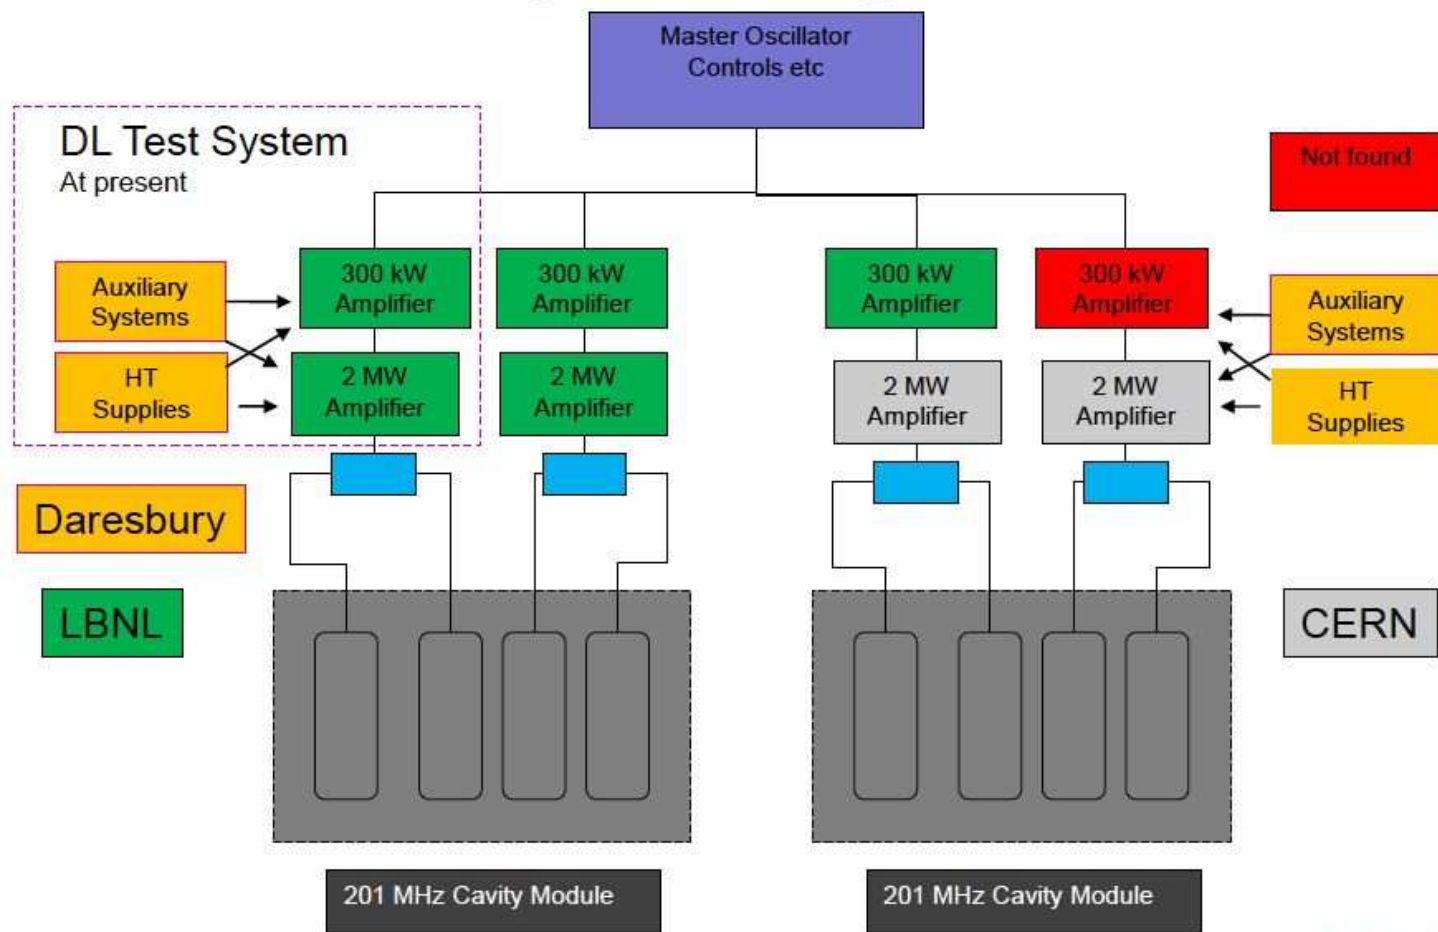 Master Oscillator
Controls etc
DL Test System
At present
Not found
Auxiliary
Systems
HT
Supplies
300 kW
Amplifier
2 MW
Amplifier
300 kW
Amplifier
2 MW
Amplifier
300 kW
Amplifier
2 MW
Amplifier
300 kW
Amplifier
2 MW
Amplifier
Auxiliary
Systems
HT
Supplies
Daresbury
LBNL
CERN
201 MHz Cavity Module
201 MHz Cavity Module